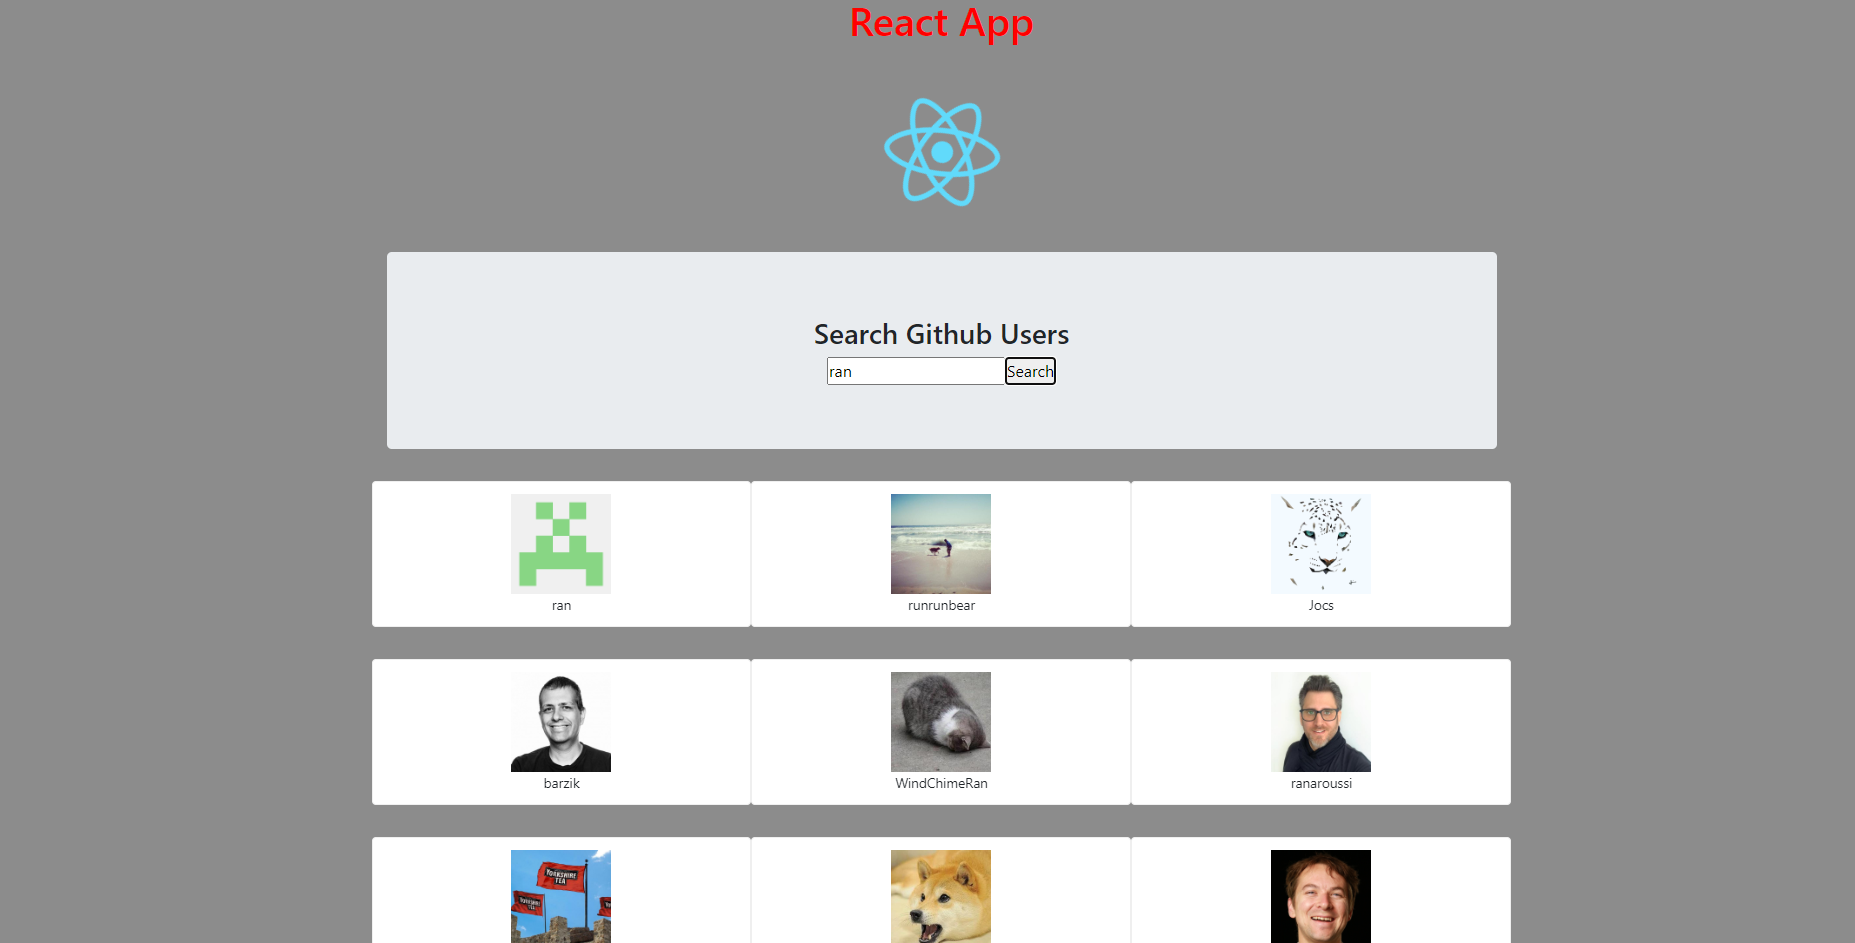 React App
Search Github Users
ran
Search
ran
runrunbear
Jocs
barzik
WindChimeRan
ranaroussi
YORKSHIRE
TEA